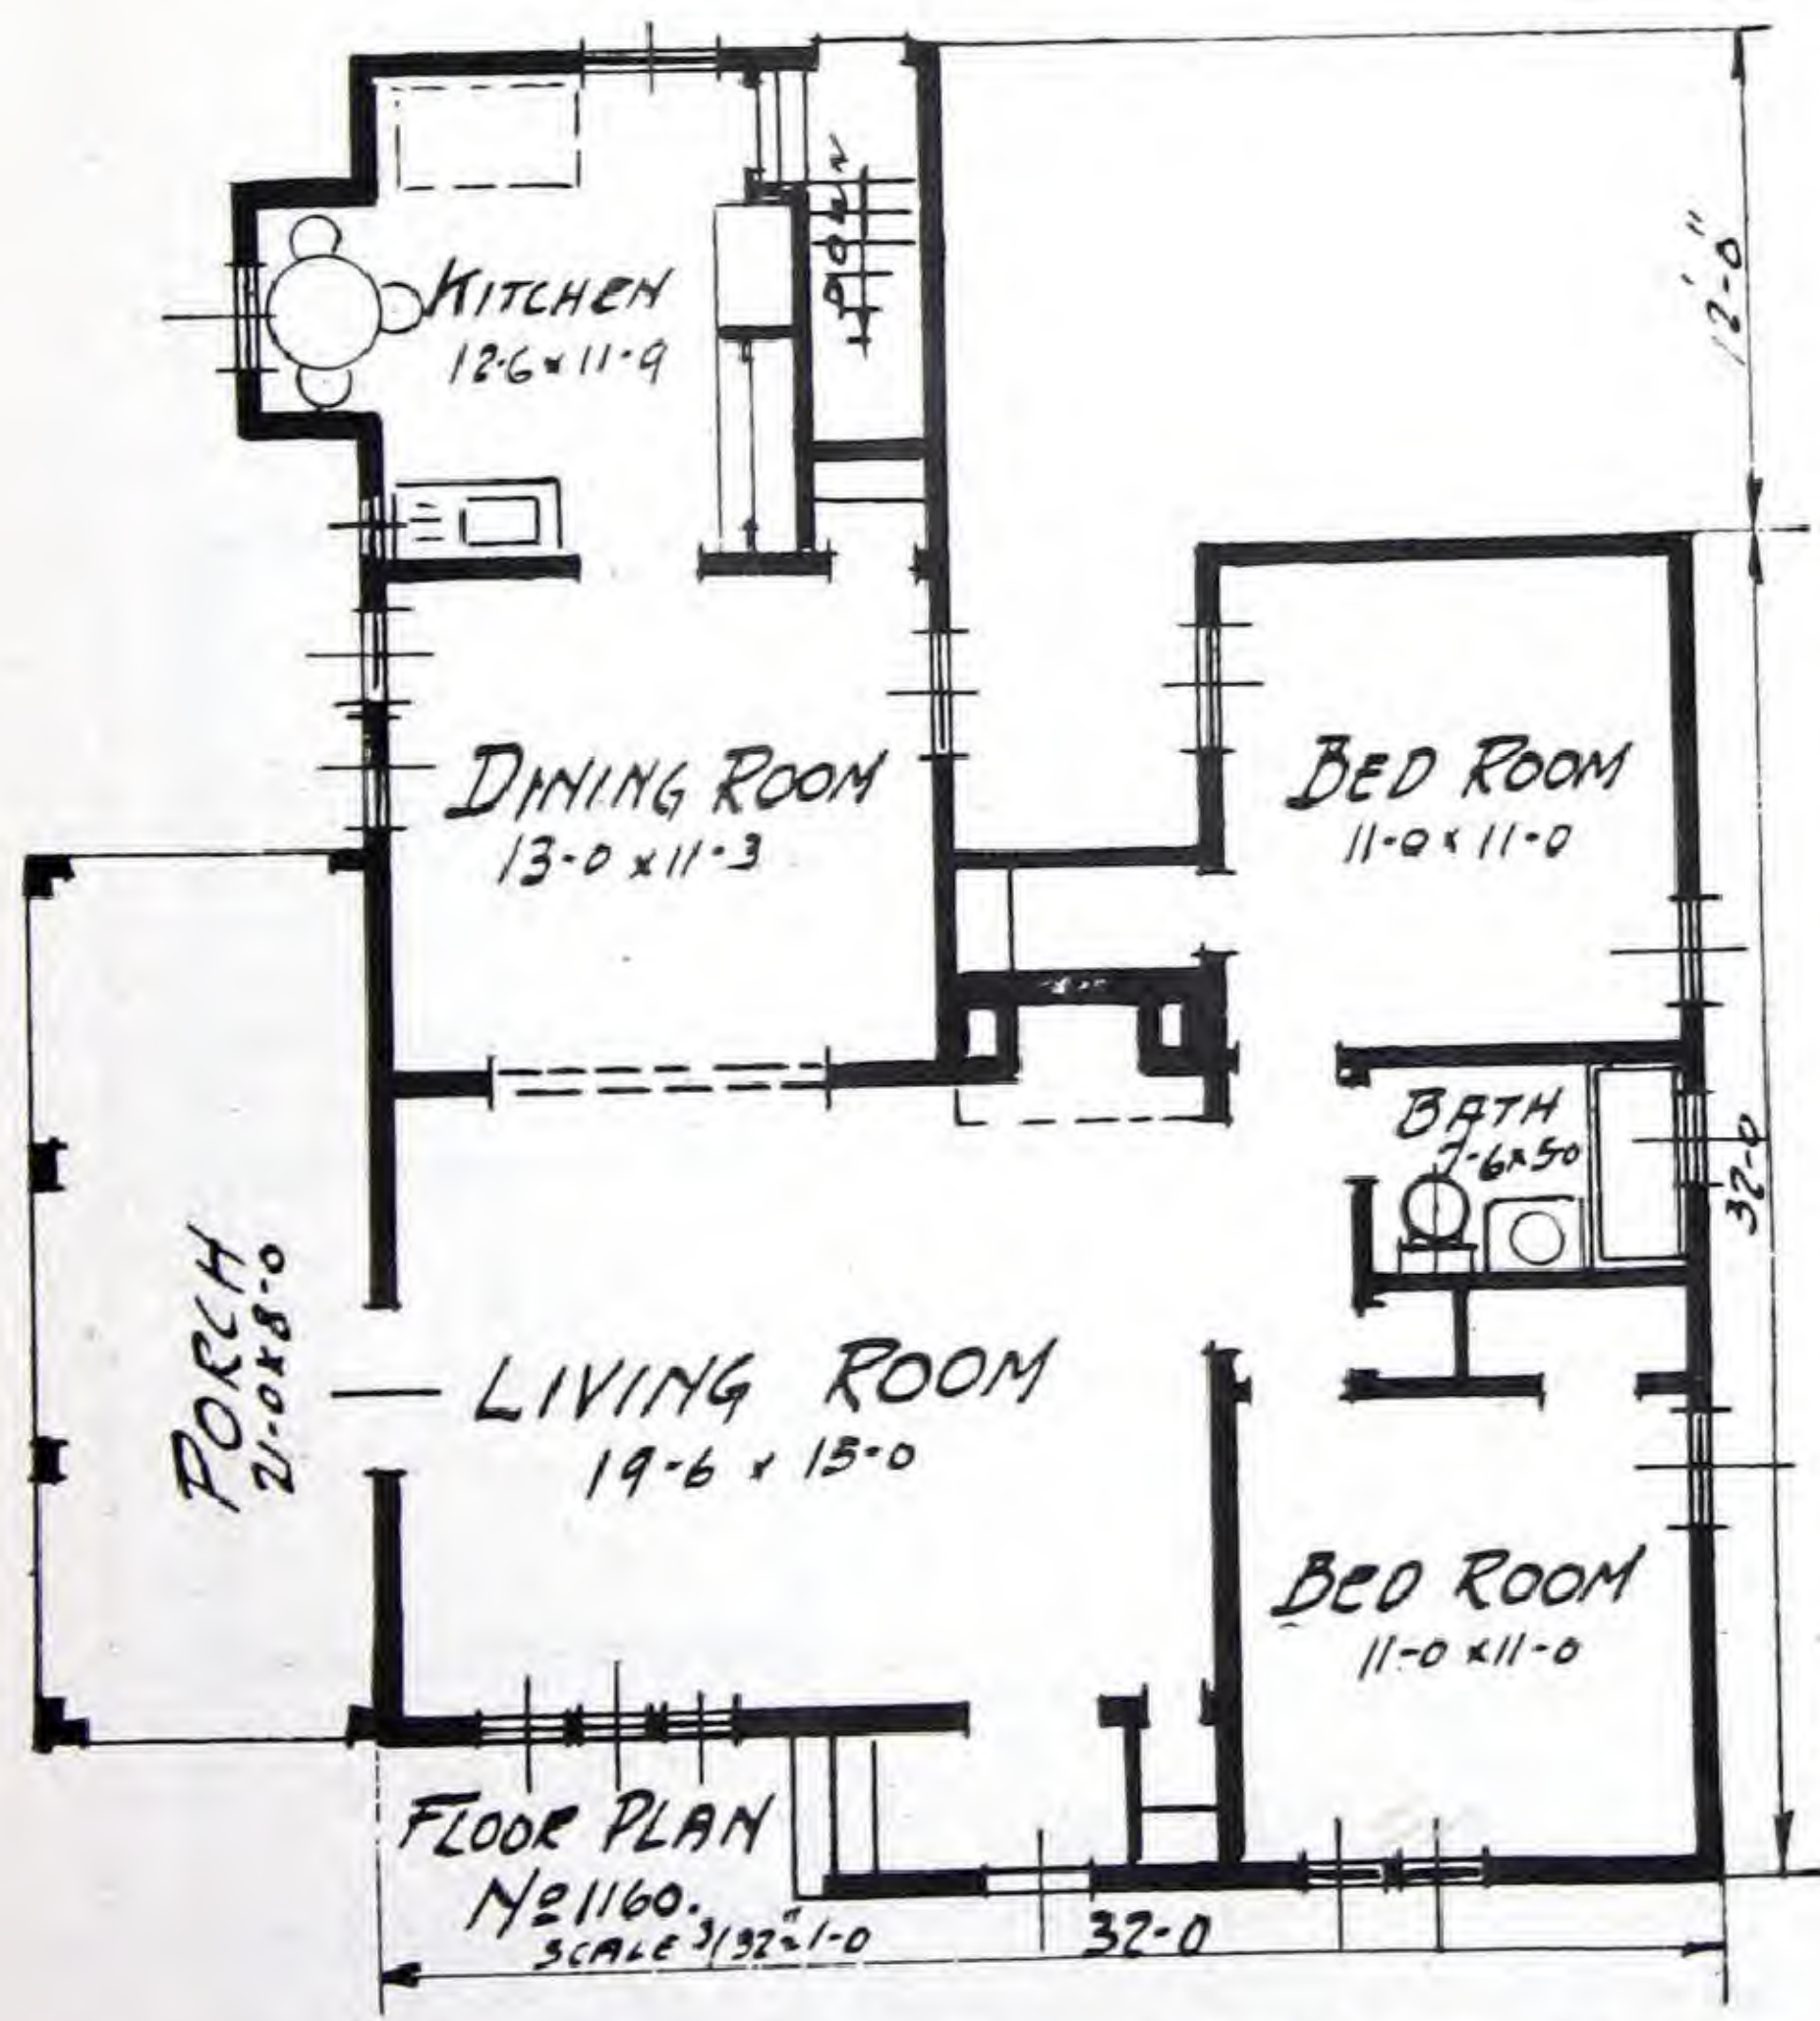 KITCHEN
12-6 x 11-9
DOWN
12'-0"
DINING ROOM
13-0 x 11-3
BED ROOM
11-0 x 11-0
BATH
7-6 x 5-0
32-0
PORCH
21-0 x 8-0
LIVING ROOM
19-6 x 15-0
BED ROOM
11-0 x 11-0
FLOOR PLAN
No 1160.
SCALE 3/32" = 1-0
32-0